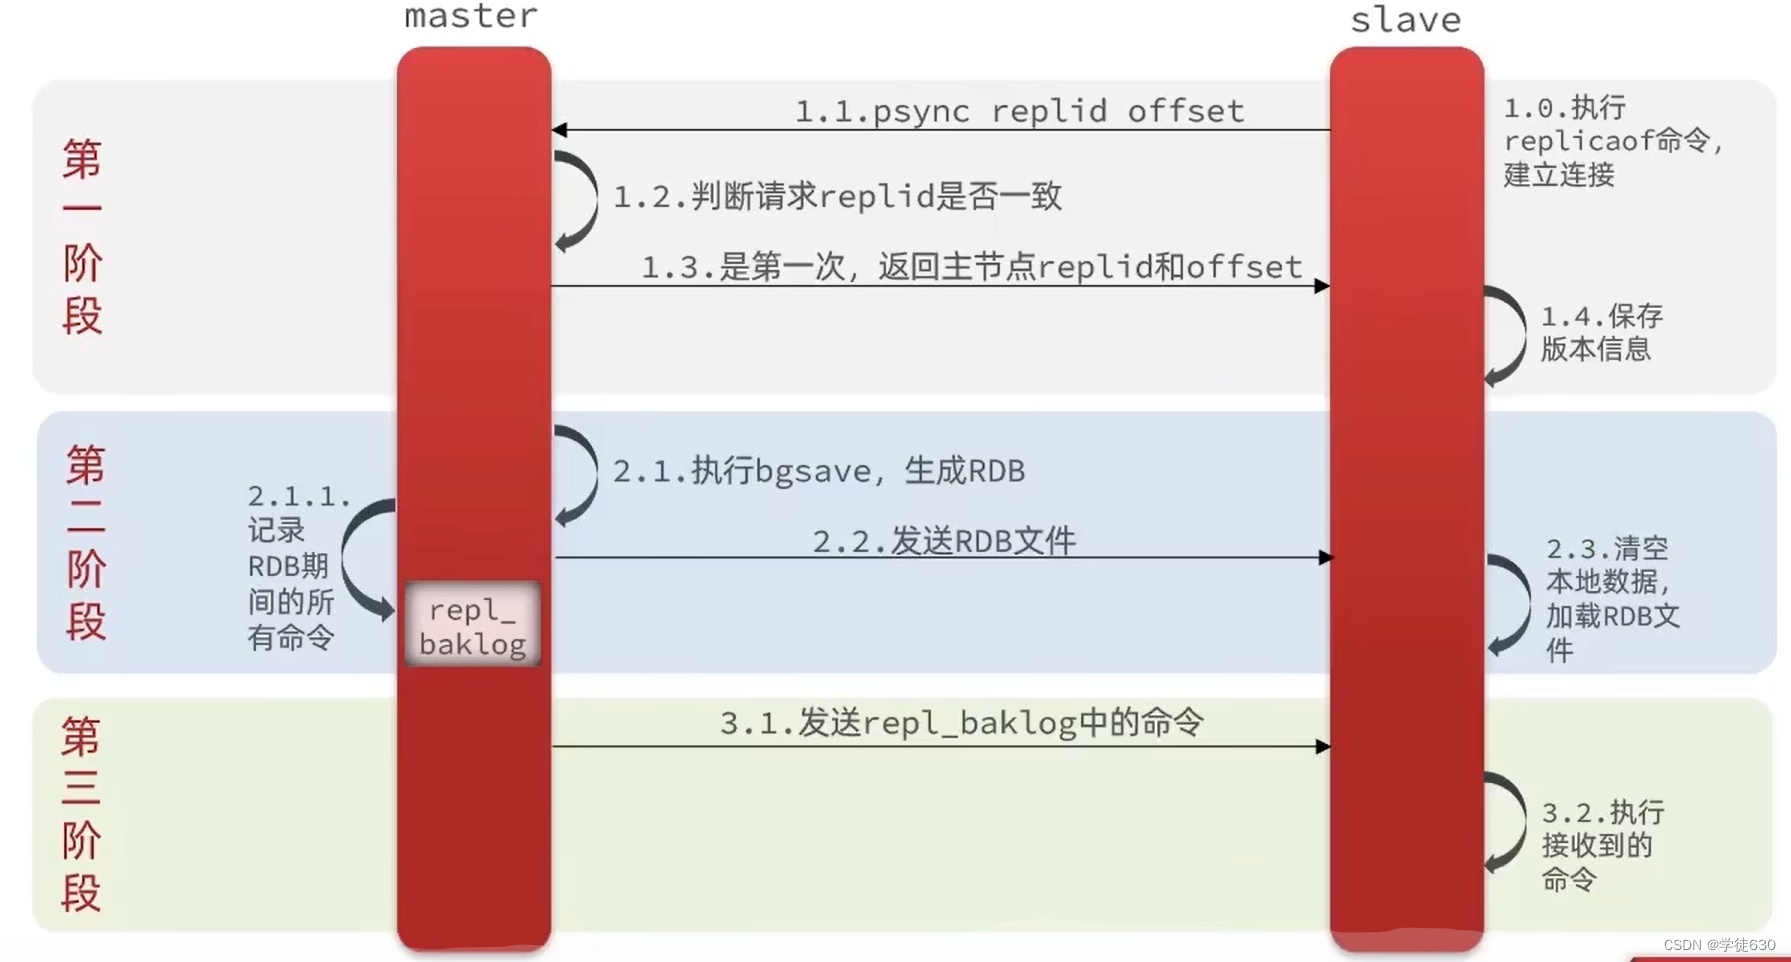 master
slave
第一阶段
1.0.执行
replicaof命令,
建立连接
1.1.psync replid offset
1.2.判断请求replid是否一致
1.3.是第一次，返回主节点replid和offset
1.4.保存
版本信息
第二阶段
2.1.执行bgsave，生成RDB
2.1.1.
记录
RDB期
间的所
有命令
repl_
baklog
2.2.发送RDB文件
2.3.清空
本地数据，
加载RDB文
件
第三阶段
3.1.发送repl_baklog中的命令
3.2.执行
接收到的
命令
CSDN @学徒630